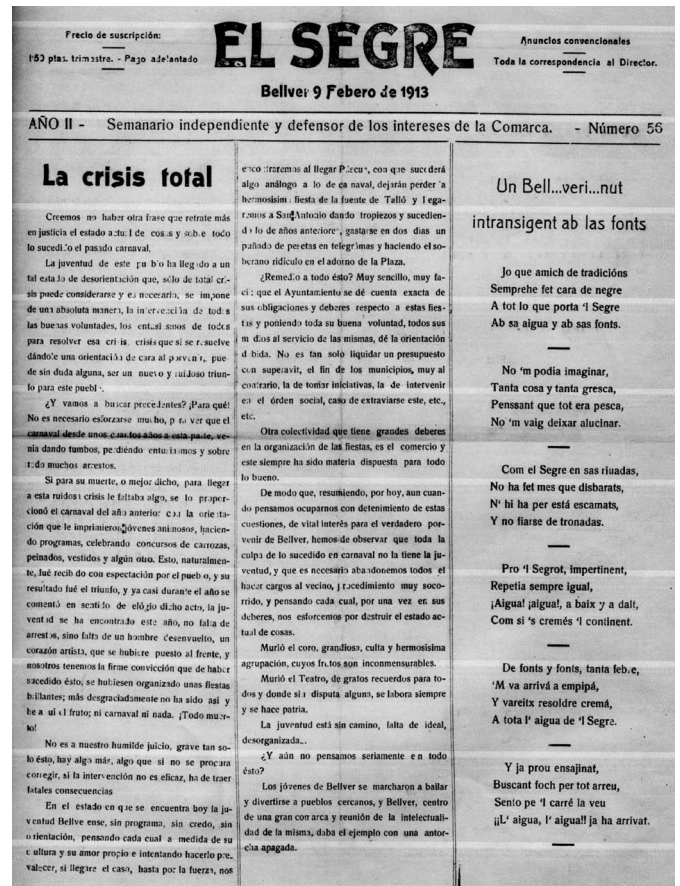 Precio de suscripción:
1'50 ptas. trimestre. - Pago adelantado
EL SEGRE
Anuncios convencionales
Toda la correspondencia al Director.
Bellver 9 Febero de 1913
AÑO II - Semanario independiente y defensor de los intereses de la Comarca. - Número 56
La crisis total
Creemos no haber otra frase que retrate más
en justicia el estado actual de cosas y sobre todo
lo sucedido el pasado carnaval.
La juventud de este pueblo ha llegado a un
tal estado de desorientación que, sólo de total cri-
sis puede considerarse y es necesario, se impone
de una absoluta manera, la intervención de todas
las buenas voluntades, los entusiasmos de todos
para resolver esa crisis, crisis que si se resuelve
dándole una orientación de cara al porvenir, pue-
de sin duda alguna, ser un nuevo y ruidoso triun-
fo para este pueblo.
¿Y vamos a buscar precedentes? ¡Para qué!
No es necesario esforzarse mucho, para ver que el
carnaval desde unos cuantos años a esta parte, ve-
nía dando tumbos, perdiendo entusiasmos y sobre
todo muchos arrestos.
Si para su muerte, o mejor dicho, para llegar
a esta ruidosa crisis le faltaba algo, se lo propor-
cionó el carnaval del año anterior: con la orienta-
ción que le imprimieron jóvenes animosos, hacien-
do programas, celebrando concursos de carrozas,
peinados, vestidos y algún otro. Esto, naturalmen-
te, fué recibido con espectación por el pueblo, y su
resultado fué el triunfo, y ya casi durante el año se
comentó en sentido de elógio dicho acto, la ju-
ventud se ha encontrado este año, no falta de
arrestos, sino falta de un hombre desenvuelto, un
corazón artista, que se hubiere puesto al frente, y
nosotros tenemos la firme convicción que de haber
sucedido ésto, se hubiesen organizado unas fiestas
brillantes; más desgraciadamente no ha sido así y
he aquí el fruto; ni carnaval ni nada. ¡Todo muer-
to!
No es a nuestro humilde juicio, grave tan so-
lo ésto, hay algo más, algo que si no se procura
corregir, si la intervención no es eficaz, ha de traer
fatales consecuencias
En el estado en que se encuentra hoy la ju-
ventud Bellverense, sin programa, sin credo, sin
orientación, pensando cada cual a medida de su
cultura y su amor propio e intentando hacerlo pre-
valecer, si llegare el caso, hasta por la fuerza, nos
encontraremos al llegar Páscua, con que sucederá
algo análogo a lo de carnaval, dejarán perder la
hermosísima fiesta de la fuente de Talló y llega-
remos a San Antonio dando tropiezos y sucedien-
do lo de años anteriores, gastarse en dos días un
puñado de pesetas en telegramas y haciendo el so-
berano ridículo en el adorno de la Plaza.
¿Remedio a todo ésto? Muy sencillo, muy fa-
cil: que el Ayuntamiento se dé cuenta exacta de
sus obligaciones y deberes respecto a estas fies-
tas y poniendo toda su buena voluntad, todos sus
medios al servicio de las mismas, dé la orientación
debida. No es tan solo liquidar un presupuesto
con superavit, el fin de los municipios, muy al
contrario, la de tomar iniciativas, la de intervenir
en el órden social, caso de extraviarse este, etc.,
etc.
Otra colectividad que tiene grandes deberes
en la organización de las fiestas, es el comercio y
este siempre ha sido materia dispuesta para todo
lo bueno.
De modo que, resumiendo, por hoy, aun cuan-
do pensamos ocuparnos con detenimiento de estas
cuestiones, de vital interés para el verdadero por-
venir de Bellver, hemos de observar que toda la
culpa de lo sucedido en carnaval no la tiene la ju-
ventud, y que es necesario abandonemos todos el
hacer cargos al vecino, procedimiento muy soco-
rrido, y pensando cada cual, por una vez en sus
deberes, nos esforcemos por destruir el estado ac-
tual de cosas.
Murió el coro, grandiosa, culta y hermosísima
agrupación, cuyos frutos son inconmensurables.
Murió el Teatro, de gratos recuerdos para to-
dos y donde sin disputa alguna, se labora siempre
y se hace patria.
La juventud está sin camino, falta de ideal,
desorganizada...
¿Y aún no pensamos seriamente en todo
ésto?
Los jóvenes de Bellver se marcharon a bailar
y divertirse a pueblos cercanos, y Bellver, centro
de una gran comarca y reunión de la intelectuali-
dad de la misma, daba el ejemplo con una antor-
cha apagada.
Un Bell...veri...nut
intransigent ab las fonts
Jo que amich de tradicións
Semprehe fet cara de negre
A tot lo que porta 'l Segre
Ab sa aigua y ab sas fonts.
No 'm podia imaginar,
Tanta cosa y tanta gresca,
Penssant que tot era pesca,
No 'm vaig deixar alucinar.
Com el Segre en sas riuadas,
No ha fet mes que disbarats,
N' hi ha per está escamats,
Y no fiarse de tronadas.
Pro 'l Segrot, impertinent,
Repetia sempre igual,
¡Aigua! ¡aigua!, a baix y a dalt,
Com si 's cremés 'l continent.
De fonts y fonts, tanta febre,
'M va arrivá a empipá,
Y vareitx resoldre cremá,
A tota l' aigua de 'l Segre.
Y ja prou ensajinat,
Buscant foch per tot arreu,
Sento pe 'l carré la veu
¡¡L' aigua, l' aigua!! ja ha arrivat.